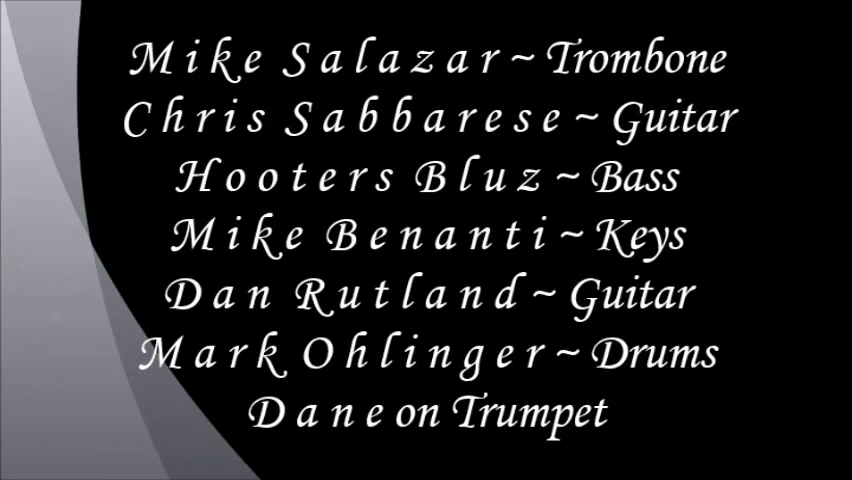 Mike Salazar ~ Trombone
Chris Sabbarese ~ Guitar
Hooters Bluz ~ Bass
Mike Benanti ~ Keys
Dan Rutland ~ Guitar
Mark Ohlinger ~ Drums
Dane on Trumpet